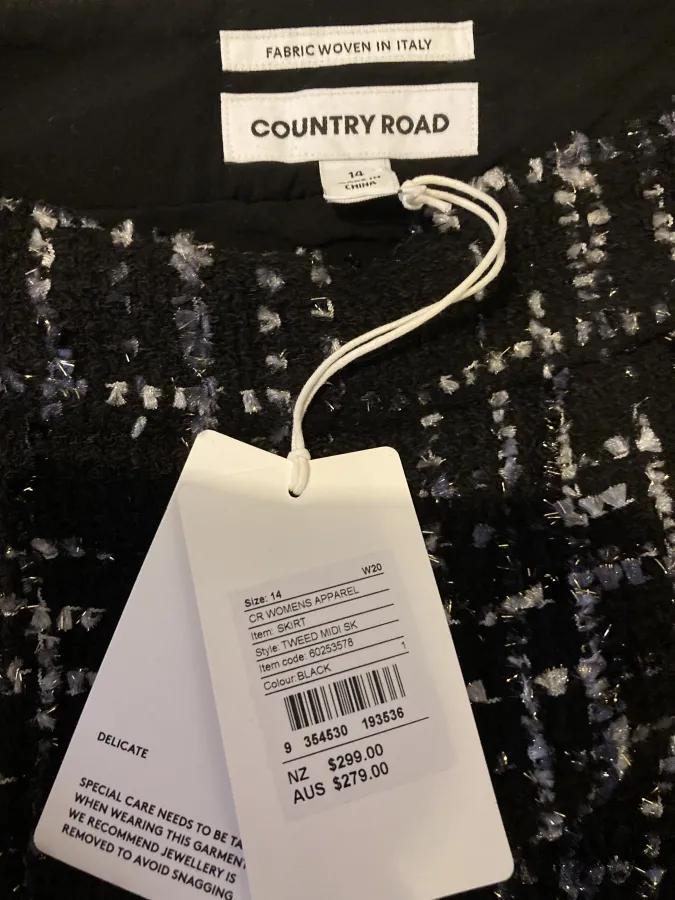 FABRIC WOVEN IN ITALY
COUNTRY ROAD
14
MADE IN
CHINA
Size: 14 W20
CR WOMENS APPAREL
Item: SKIRT
Style: TWEED MIDI SK
Item code: 60253578
Colour: BLACK 1
9 354530 193536
NZ $299.00
AUS $279.00
DELICATE
SPECIAL CARE NEEDS TO BE TA
WHEN WEARING THIS GARMENT
WE RECOMMEND JEWELLERY IS
REMOVED TO AVOID SNAGGING